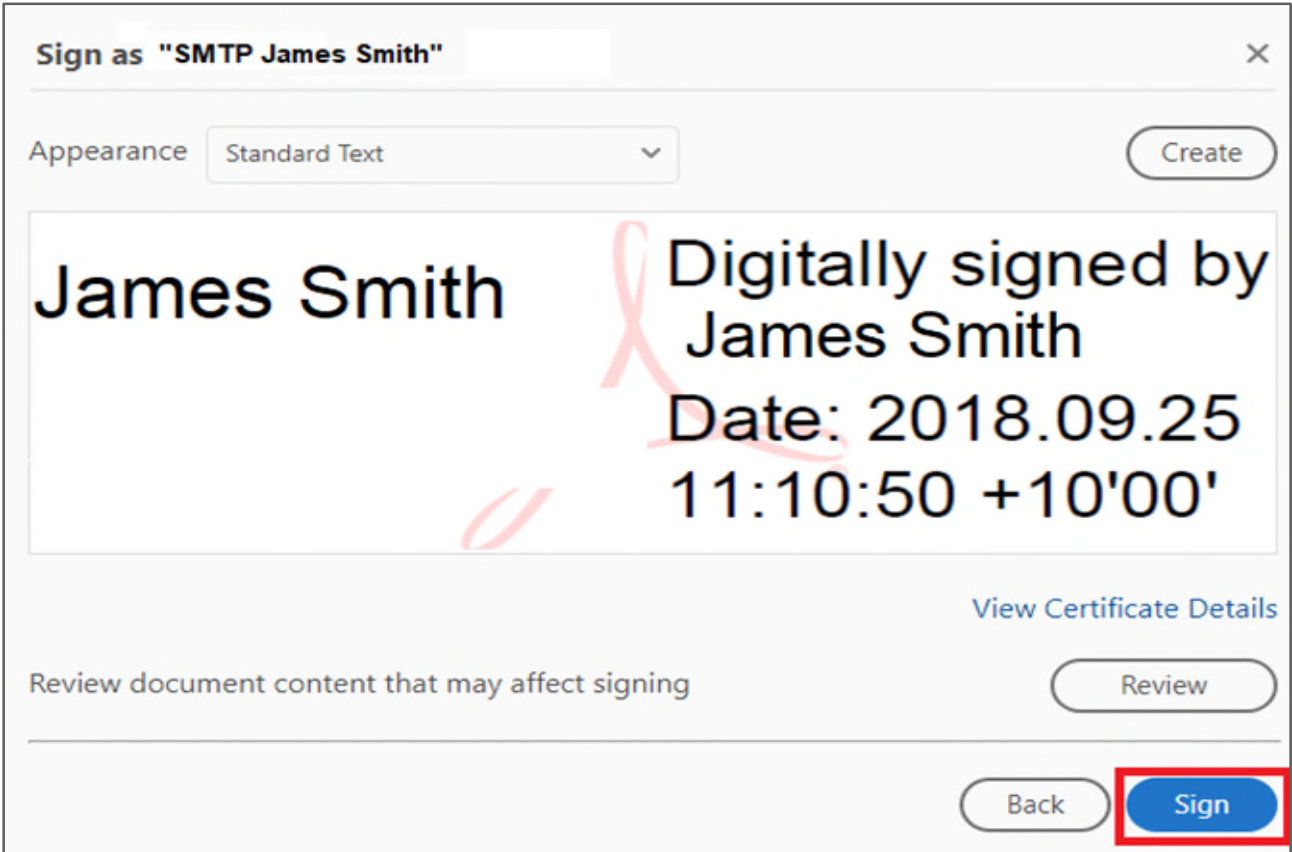 Sign as "SMTP James Smith"
Appearance Standard Text Create
James Smith
Digitally signed by
James Smith
Date: 2018.09.25
11:10:50 +10'00'
View Certificate Details
Review document content that may affect signing Review
Back Sign